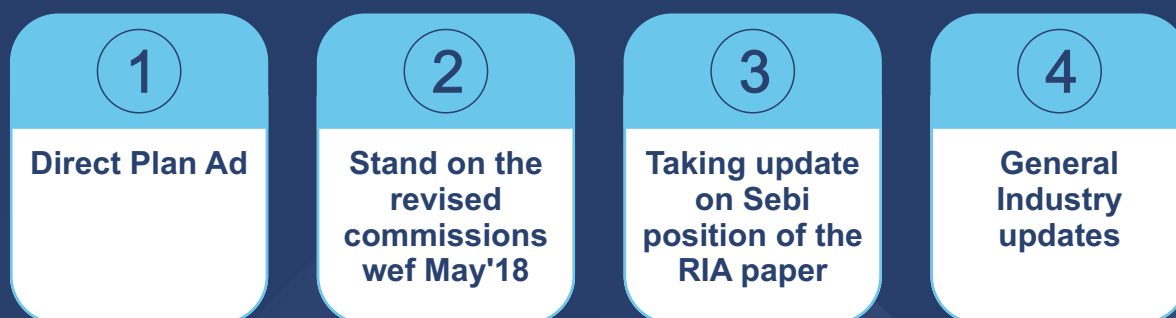 1
Direct Plan Ad
2
Stand on the
revised
commissions
wef May'18
3
Taking update
on Sebi
position of the
RIA paper
4
General
Industry
updates